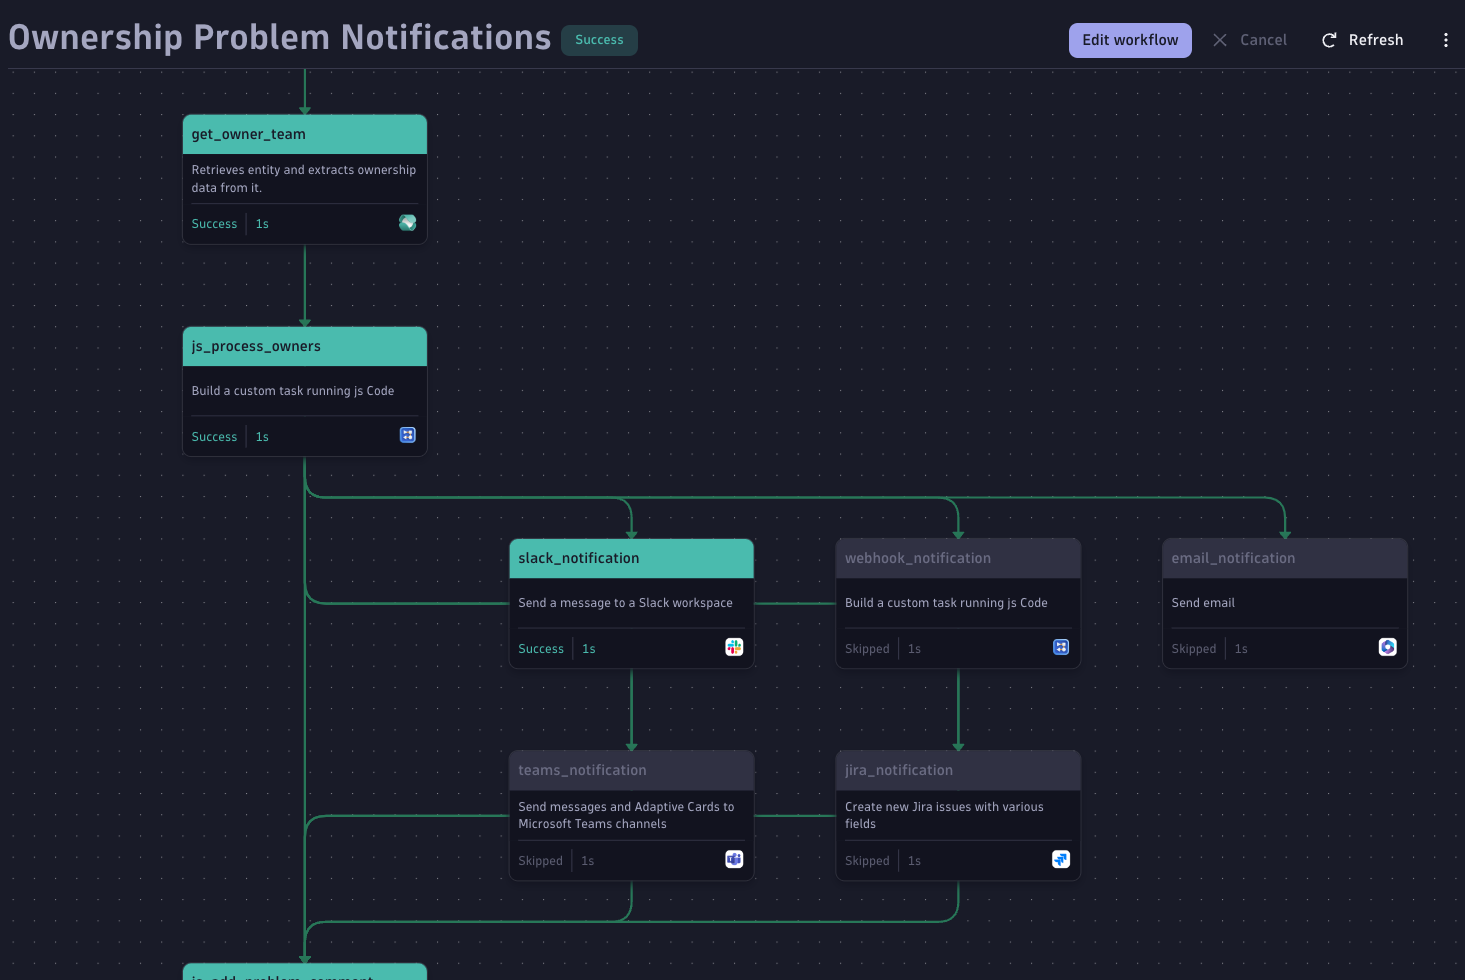 Ownership Problem Notifications
Success
Edit workflow
Cancel
Refresh
get_owner_team
Retrieves entity and extracts ownership
data from it.
Success 1s
js_process_owners
Build a custom task running js Code
Success 1s
slack_notification
Send a message to a Slack workspace
Success 1s
webhook_notification
Build a custom task running js Code
Skipped 1s
email_notification
Send email
Skipped 1s
teams_notification
Send messages and Adaptive Cards to
Microsoft Teams channels
Skipped 1s
jira_notification
Create new Jira issues with various
fields
Skipped 1s